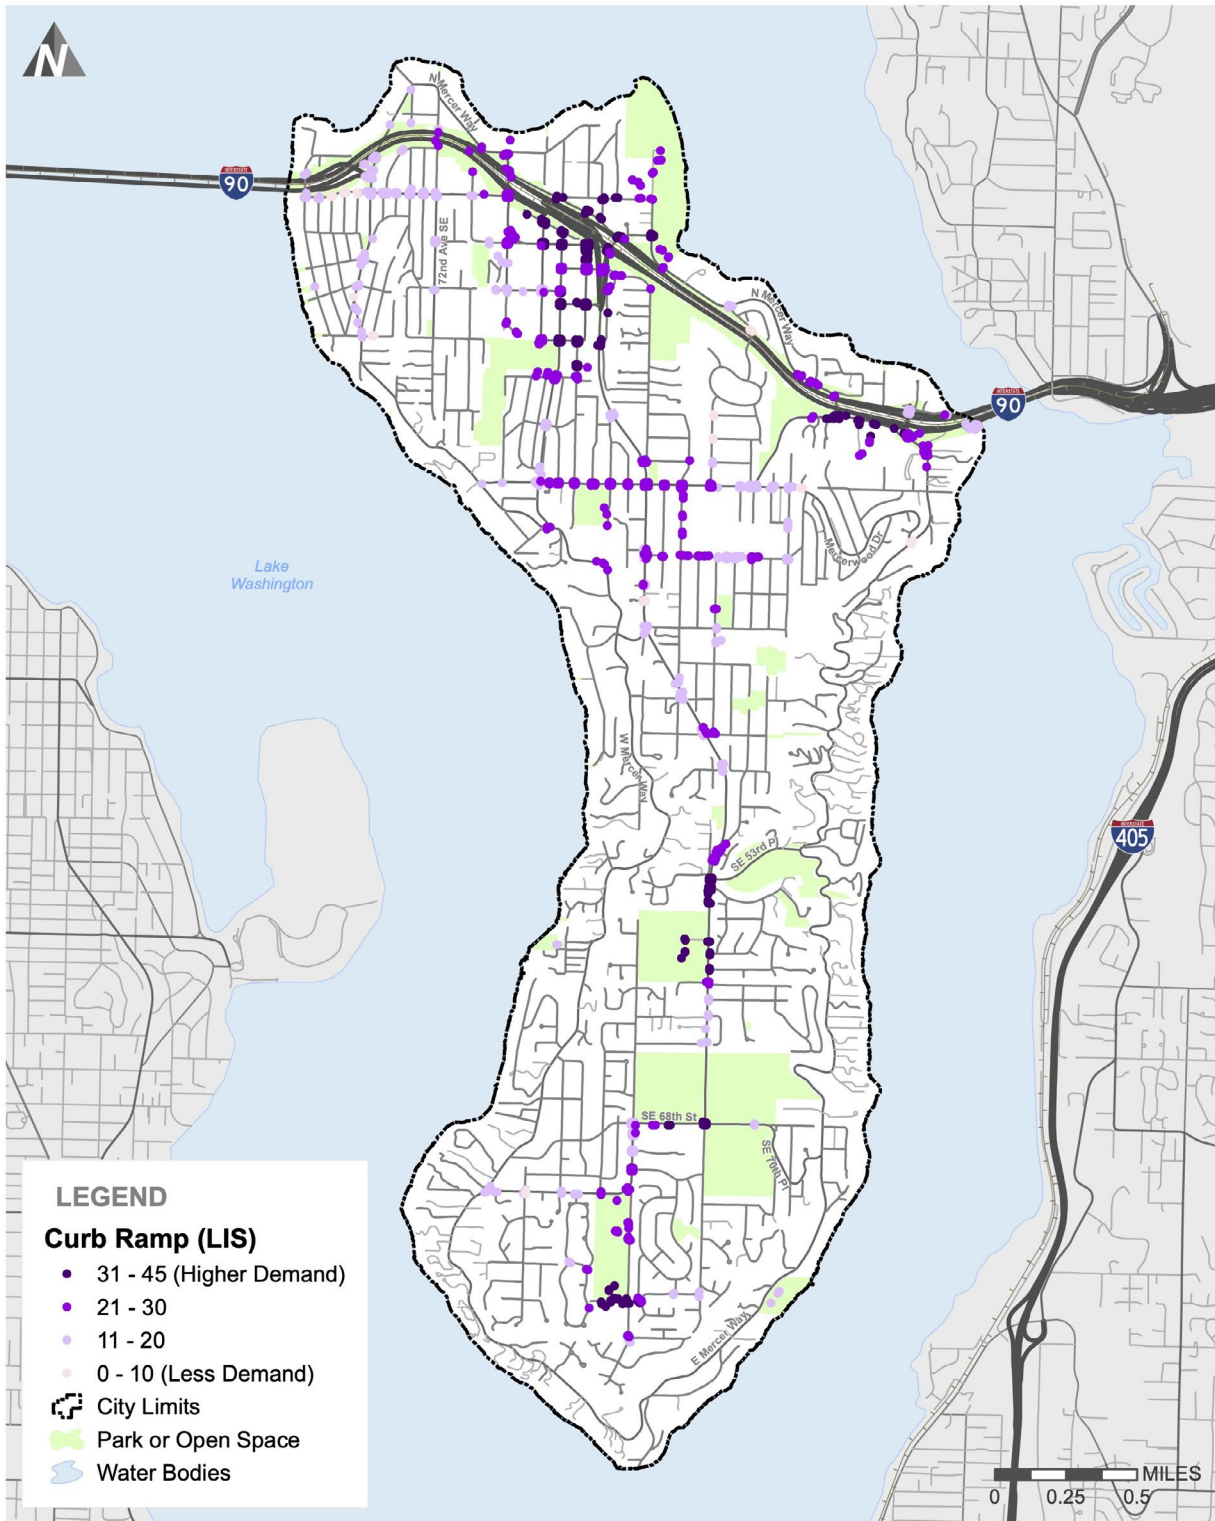 N
N Mercer Way
INTERSTATE
90
72nd Ave SE
N Mercer Way
INTERSTATE
90
Mercerwood Dr
Lake
Washington
W Mercer Way
SE 53rd Pl
INTERSTATE
405
SE 68th St
SE 70th Pl
E Mercer Way
LEGEND
Curb Ramp (LIS)
31 - 45 (Higher Demand)
21 - 30
11 - 20
0 - 10 (Less Demand)
City Limits
Park or Open Space
Water Bodies
MILES
0 0.25 0.5